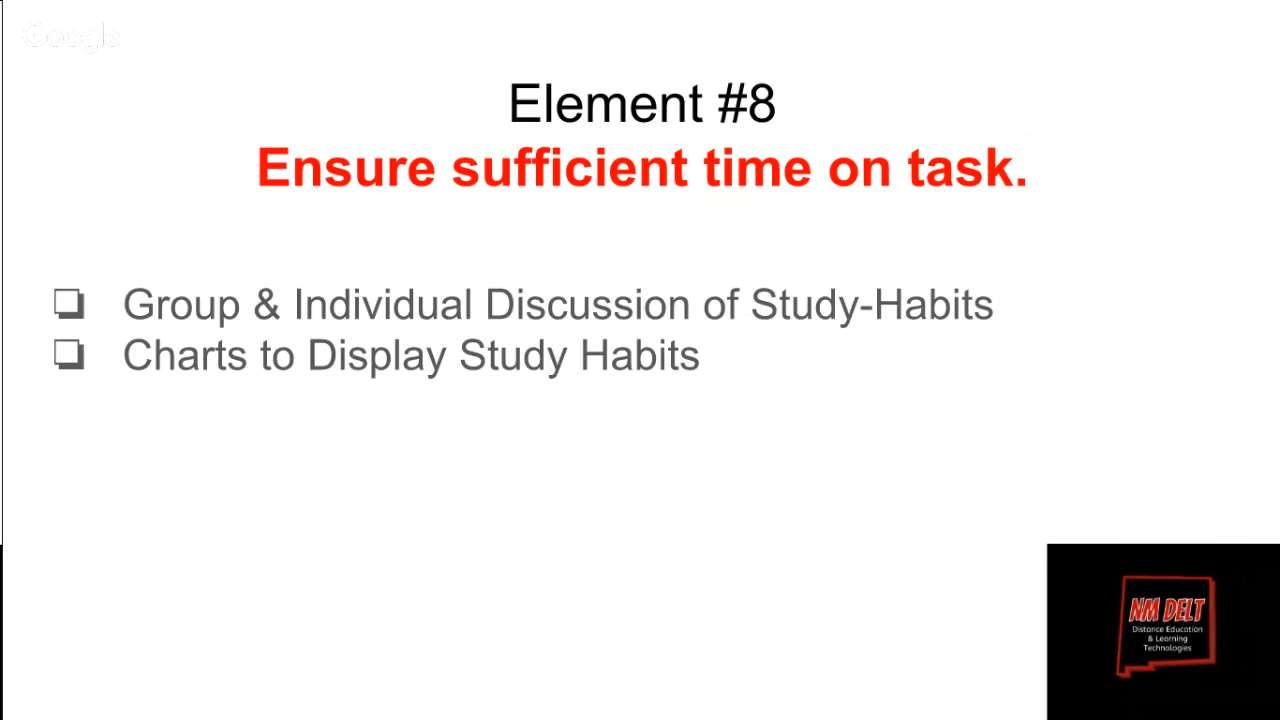 Google
Element #8
Ensure sufficient time on task.
❏ Group & Individual Discussion of Study-Habits
❏ Charts to Display Study Habits
NM DELT
Distance Education
& Learning
Technologies